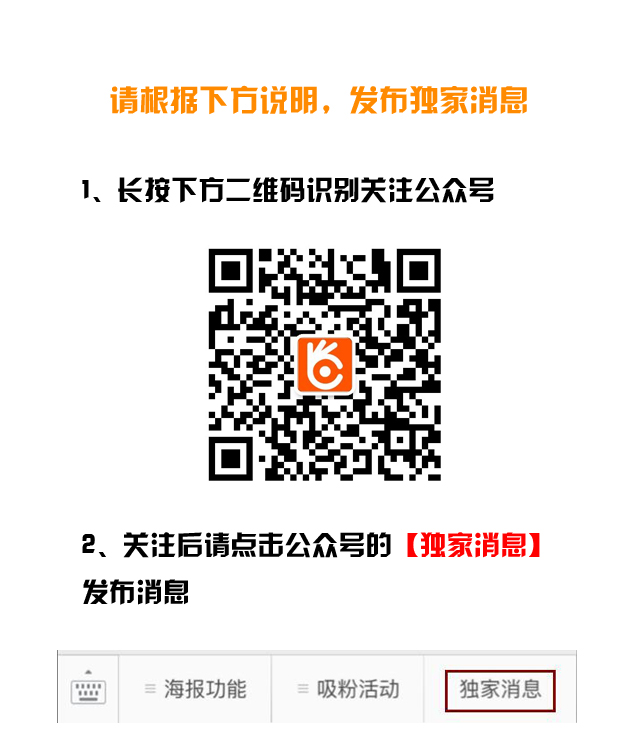 请根据下方说明，发布独家消息
1、长按下方二维码识别关注公众号
2、关注后请点击公众号的【独家消息】
发布消息
海报功能 吸粉活动 独家消息